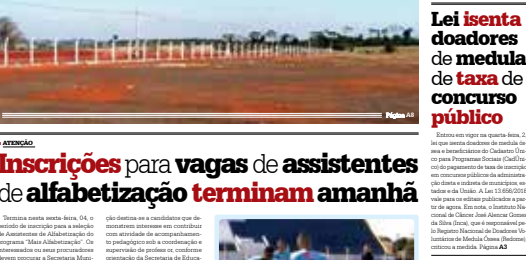 Página A8
ATENÇÃO
Inscrições para vagas de assistentes
de alfabetização terminam amanhã
Termina nesta sexta-feira, 04, o
período de inscrição para a seleção
de Assistentes de Alfabetização do
programa "Mais Alfabetização". Os
interessados ou seus procuradores
devem procurar a Secretaria Muni-
ção destina-se a candidatos que de-
monstrem interesse em contribuir
com atividade de acompanhamen-
to pedagógico sob a coordenação e
supervisão de profess or, conforme
orientação da Secretaria de Educa-
Lei isenta
doadores
de medula
de taxa de
concurso
público
Entrou em vigor na quarta-feira, 2,
lei que isenta doadores de medula ós-
sea e beneficiários do Cadastro Úni-
co para Programas Sociais (CadÚni-
co) do pagamento de taxa de inscrição
em concursos públicos da administra-
ção direta e indireta de municípios, es-
tados e da União. A Lei 13.656/2018
vale para os editais publicados a par-
tir de agora. Em nota, o Instituto Na-
cional de Câncer José Alencar Gomes
da Silva (Inca), que é responsável pe-
lo Registro Nacional de Doadores Vo-
luntários de Medula Óssea (Redome),
criticou a medida. Página A3